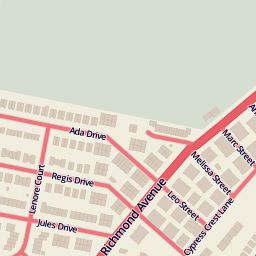 Ada Drive
Marc Street
Melissa Street
Regis Drive
Lenore Court
Leo Street
Cypress Crest Lane
Richmond Avenue
Jules Drive